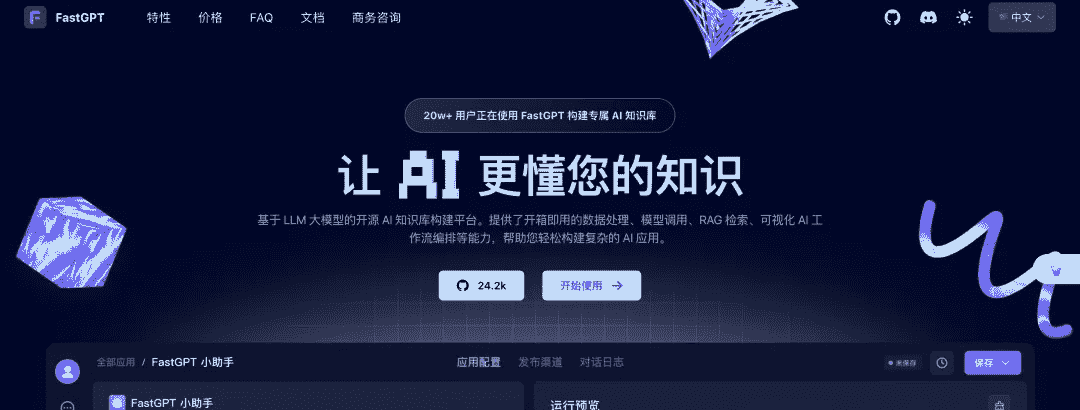 FastGPT 特性 价格 FAQ 文档 商务咨询 中文
20w+ 用户正在使用 FastGPT 构建专属 AI 知识库
让 AI 更懂您的知识
基于 LLM 大模型的开源 AI 知识库构建平台。提供了开箱即用的数据处理、模型调用、RAG 检索、可视化 AI 工
作流编排等能力，帮助您轻松构建复杂的 AI 应用。
24.2k 开始使用
全部应用 / FastGPT 小助手 应用配置 发布渠道 对话日志 未保存 保存
FastGPT 小助手 运行预览